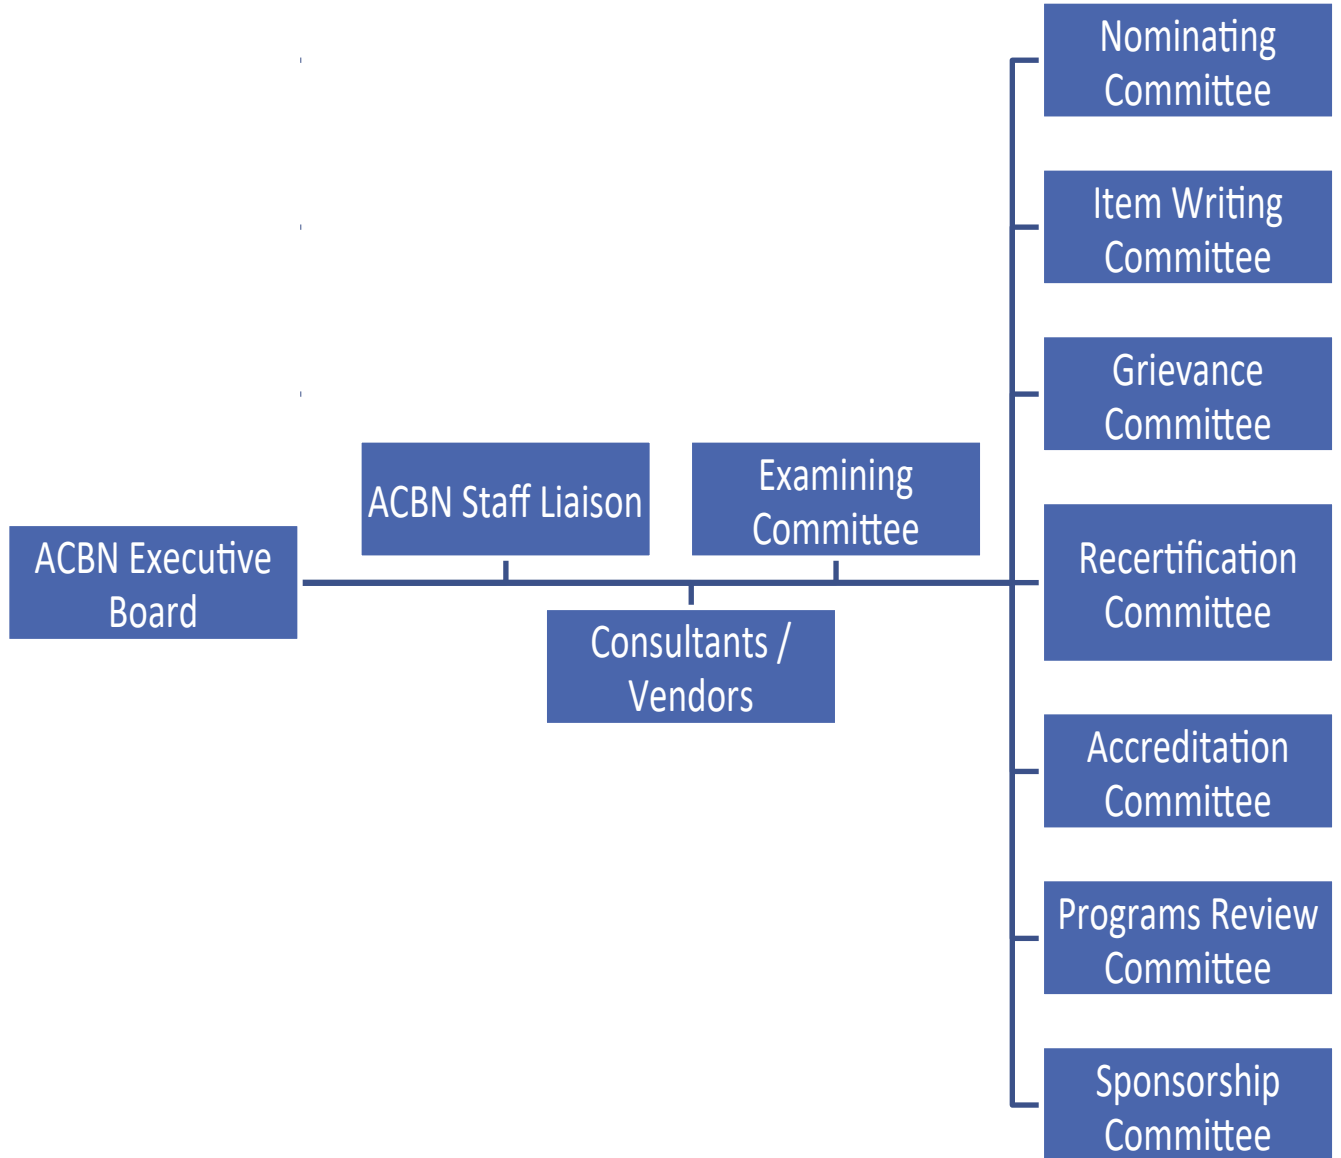 ACBN Executive
Board
ACBN Staff Liaison
Consultants /
Vendors
Examining
Committee
Nominating
Committee
Item Writing
Committee
Grievance
Committee
Recertification
Committee
Accreditation
Committee
Programs Review
Committee
Sponsorship
Committee